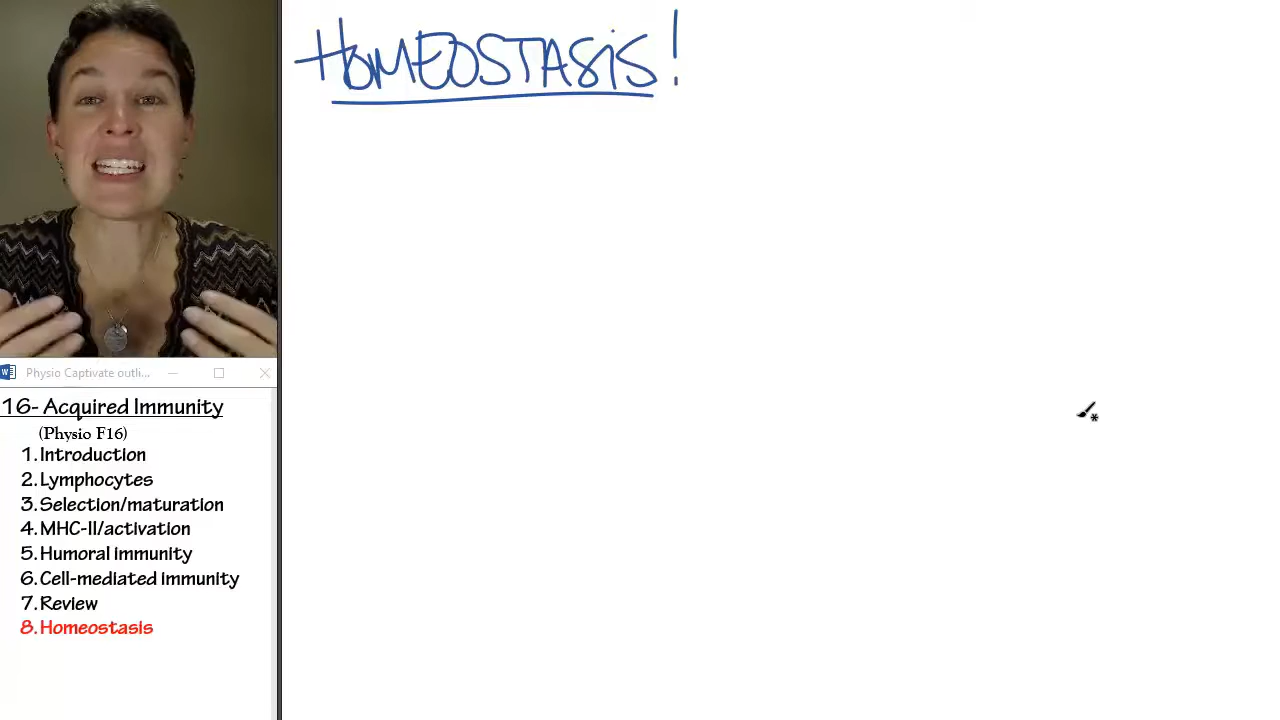 HOMEOSTASIS!
Physio Captivate outli...
16- Acquired Immunity
(Physio F16)
1. Introduction
2. Lymphocytes
3. Selection/maturation
4. MHC-II/activation
5. Humoral immunity
6. Cell-mediated immunity
7. Review
8. Homeostasis